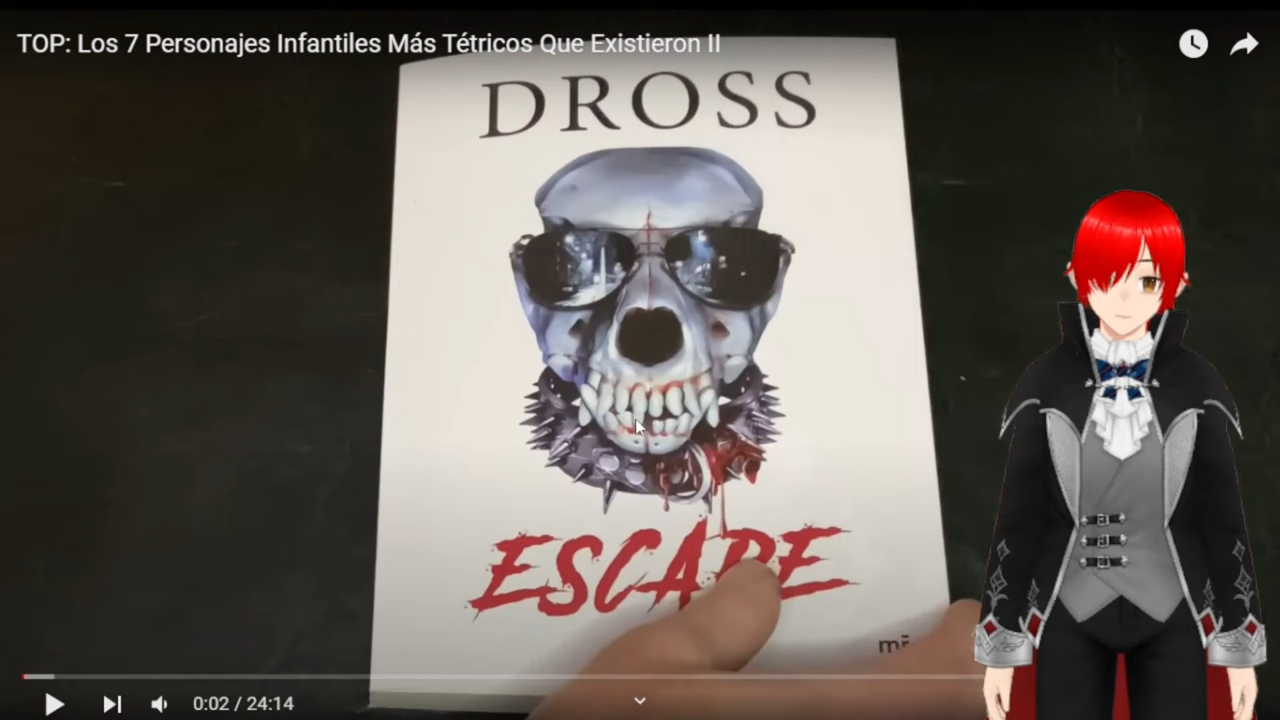 TOP: Los 7 Personajes Infantiles Más Tétricos Que Existieron II
DROSS
ESCAPE
0:02 / 24:14